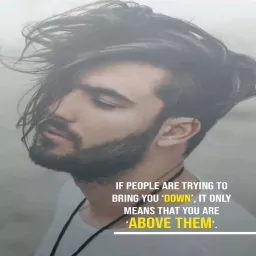 IF PEOPLE ARE TRYING TO
BRING YOU 'DOWN', IT ONLY
MEANS THAT YOU ARE
'ABOVE THEM'.